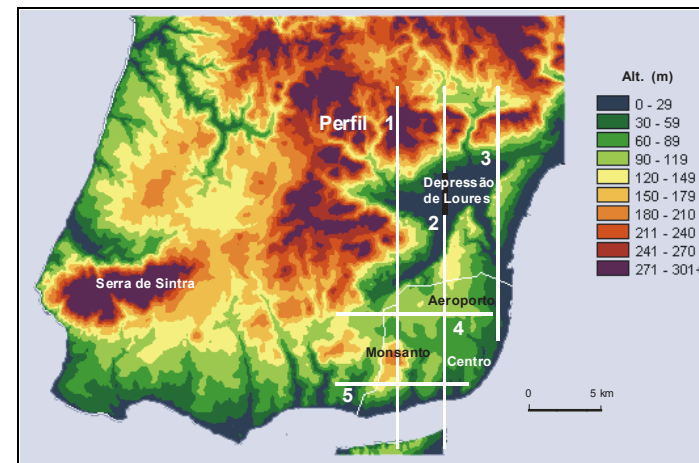 Alt. (m)
0 - 29
30 - 59
60 - 89
90 - 119
120 - 149
150 - 179
180 - 210
211 - 240
241 - 270
271 - 301+
Perfil 1
3
Depressão
de Loures
2
Serra de Sintra
Aeroporto
4
Monsanto
Centro
5
0 5 km